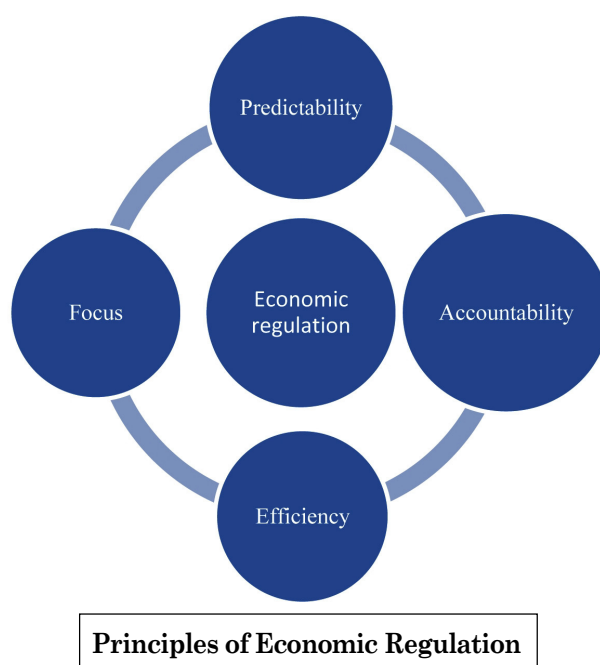 Predictability
Focus
Economic
regulation
Accountability
Efficiency
Principles of Economic Regulation